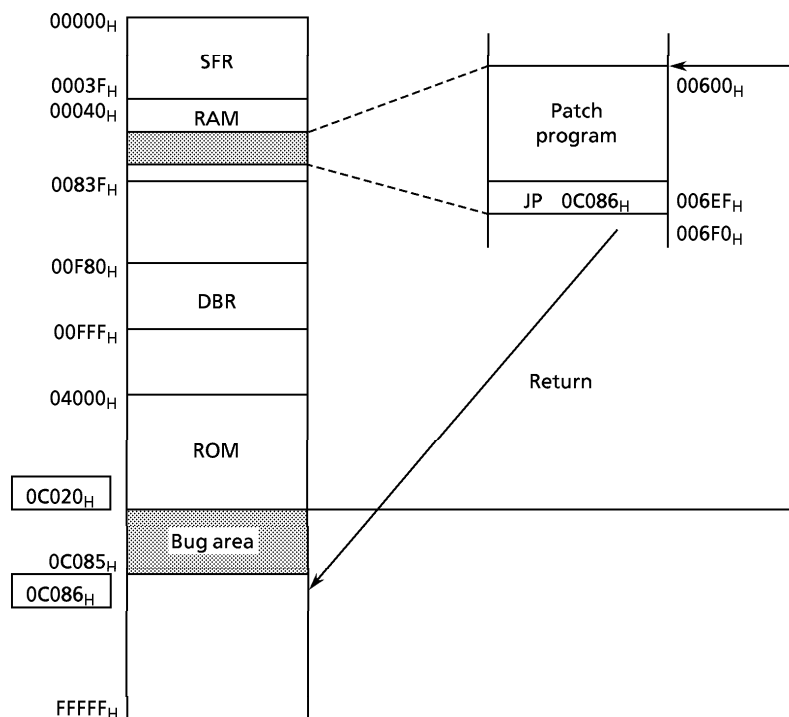 00000H
SFR
0003FH
00040H
RAM
0083FH
00F80H
DBR
00FFFH
04000H
ROM
0C020H
Bug area
0C085H
0C086H
FFFFFH
00600H
Patch
program
JP 0C086H
006EFH
006F0H
Return